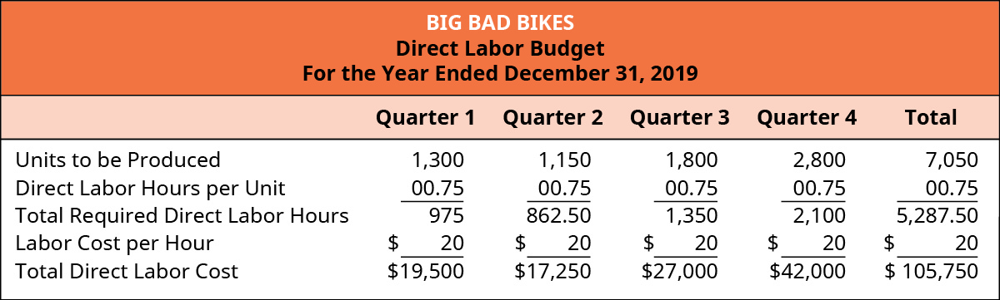 BIG BAD BIKES
Direct Labor Budget
For the Year Ended December 31, 2019
Quarter 1 Quarter 2 Quarter 3 Quarter 4 Total
Units to be Produced 1,300 1,150 1,800 2,800 7,050
Direct Labor Hours per Unit 00.75 00.75 00.75 00.75 00.75
Total Required Direct Labor Hours 975 862.50 1,350 2,100 5,287.50
Labor Cost per Hour $ 20 $ 20 $ 20 $ 20 $ 20
Total Direct Labor Cost $19,500 $17,250 $27,000 $42,000 $ 105,750